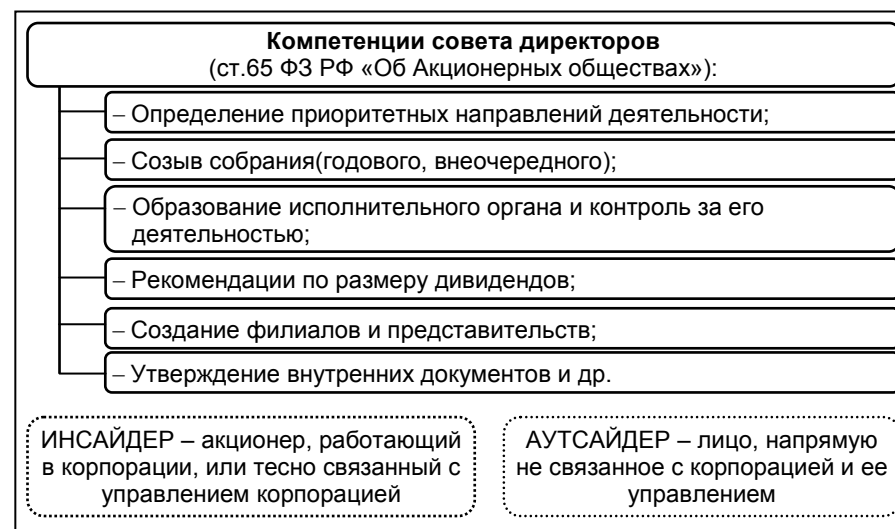 Компетенции совета директоров
(ст.65 ФЗ РФ «Об Акционерных обществах»):
– Определение приоритетных направлений деятельности;
– Созыв собрания(годового, внеочередного);
– Образование исполнительного органа и контроль за его
деятельностью;
– Рекомендации по размеру дивидендов;
– Создание филиалов и представительств;
– Утверждение внутренних документов и др.
ИНСАЙДЕР – акционер, работающий
в корпорации, или тесно связанный с
управлением корпорацией
АУТСАЙДЕР – лицо, напрямую
не связанное с корпорацией и ее
управлением